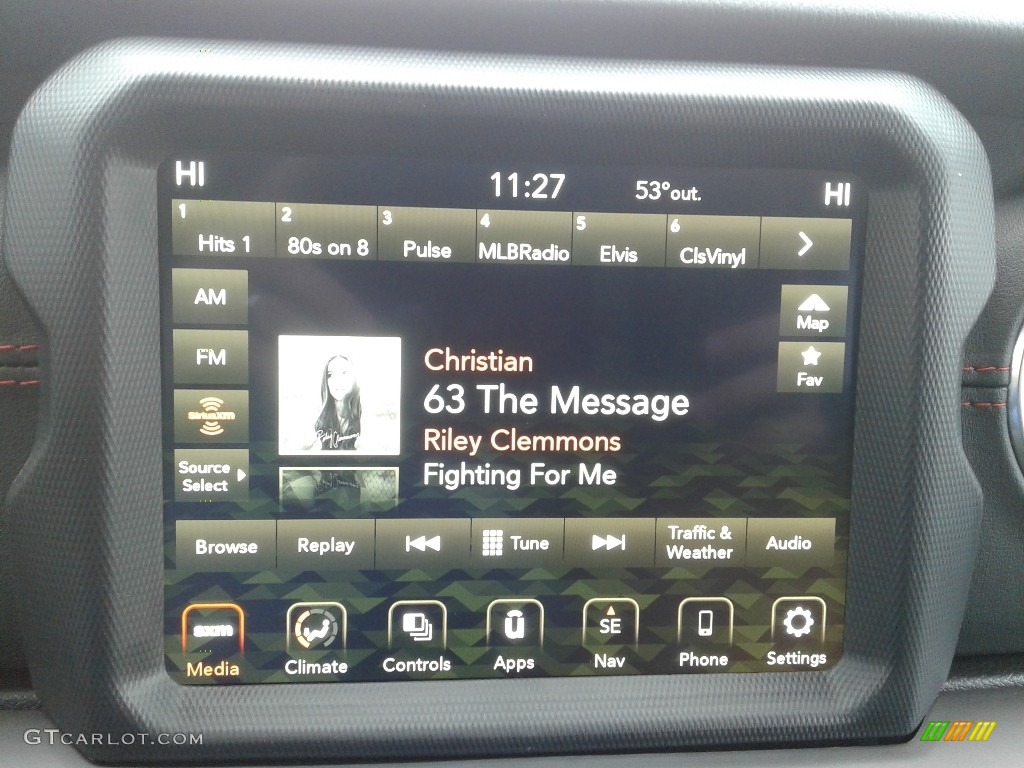 HI
11:27
53°out.
HI
1 Hits 1
2 80s on 8
3 Pulse
4 MLBRadio
5 Elvis
6 ClsVinyl
AM
FM
SiriusXM
Source
Select
Map
Fav
Christian
63 The Message
Riley Clemmons
Fighting For Me
Browse
Replay
Tune
Traffic &
Weather
Audio
sxm
Media
Climate
Controls
Apps
SE
Nav
Phone
Settings
GTcarlot.com